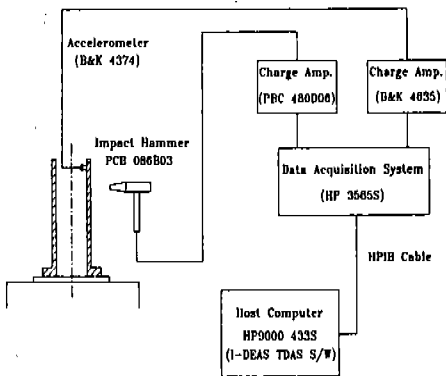 Accelerometer
(B&K 4374)
Charge Amp.
(PBC 480D06)
Charge Amp.
(B&K 4635)
Impact Hammer
PCB 086B03
Data Acquisition System
(HP 3565S)
HPIB Cable
Host Computer
HP9000 433S
(I-DEAS TDAS S/W)